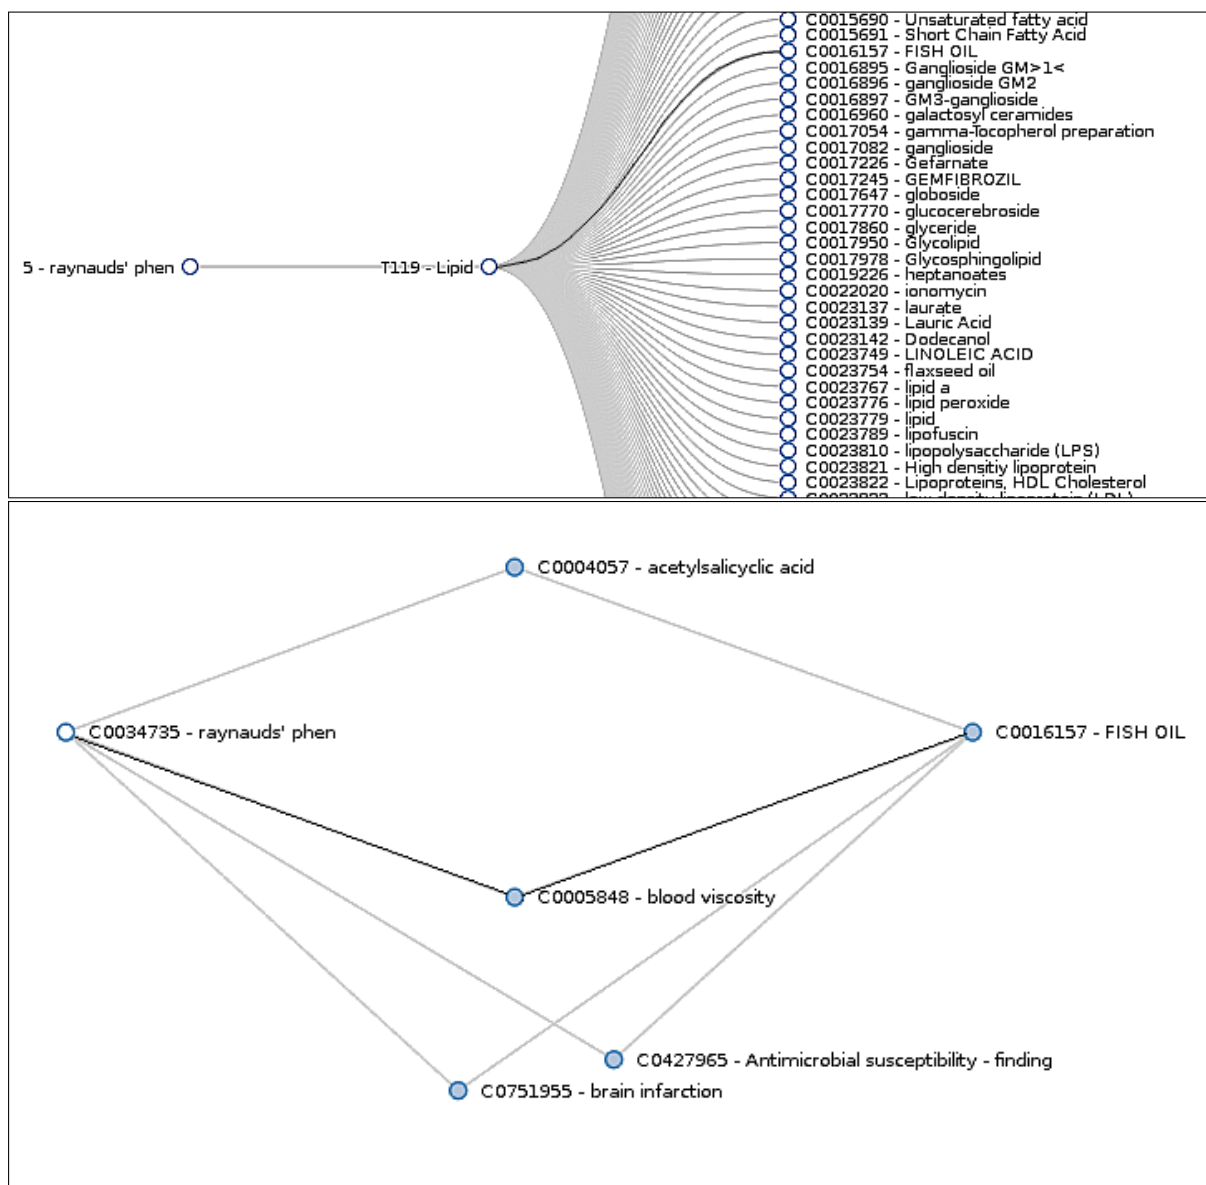 C0015690 - Unsaturated fatty acid
C0015691 - Short Chain Fatty Acid
C0016157 - FISH OIL
C0016895 - Ganglioside GM>1<
C0016896 - ganglioside GM2
C0016897 - GM3-ganglioside
C0016960 - galactosyl ceramides
C0017054 - gamma-Tocopherol preparation
C0017082 - ganglioside
C0017226 - Gefarnate
C0017245 - GEMFIBROZIL
C0017647 - globoside
C0017770 - glucocerebroside
C0017860 - glyceride
C0017950 - Glycolipid
C0017978 - Glycosphingolipid
5 - raynauds' phen
T119 - Lipid
C0019226 - heptanoates
C0022020 - ionomycin
C0023137 - laurate
C0023139 - Lauric Acid
C0023142 - Dodecanol
C0023749 - LINOLEIC ACID
C0023754 - flaxseed oil
C0023767 - lipid a
C0023776 - lipid peroxide
C0023779 - lipid
C0023789 - lipofuscin
C0023810 - lipopolysaccharide (LPS)
C0023821 - High densitiy lipoprotein
C0023822 - Lipoproteins, HDL Cholesterol
low density lipoprotein (LDL)
C0004057 - acetylsalicyclic acid
C0034735 - raynauds' phen
C0016157 - FISH OIL
C0005848 - blood viscosity
C0427965 - Antimicrobial susceptibility - finding
C0751955 - brain infarction